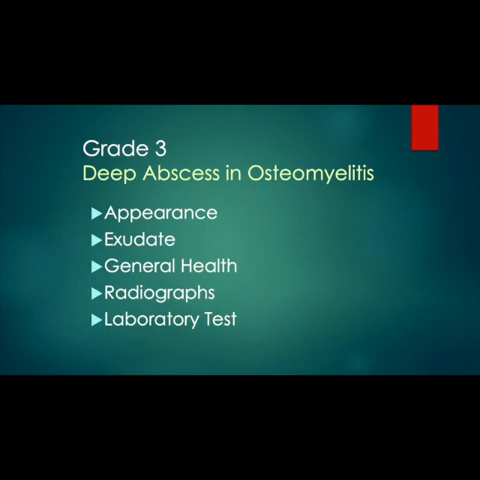 Grade 3
Deep Abscess in Osteomyelitis
Appearance
Exudate
General Health
Radiographs
Laboratory Test